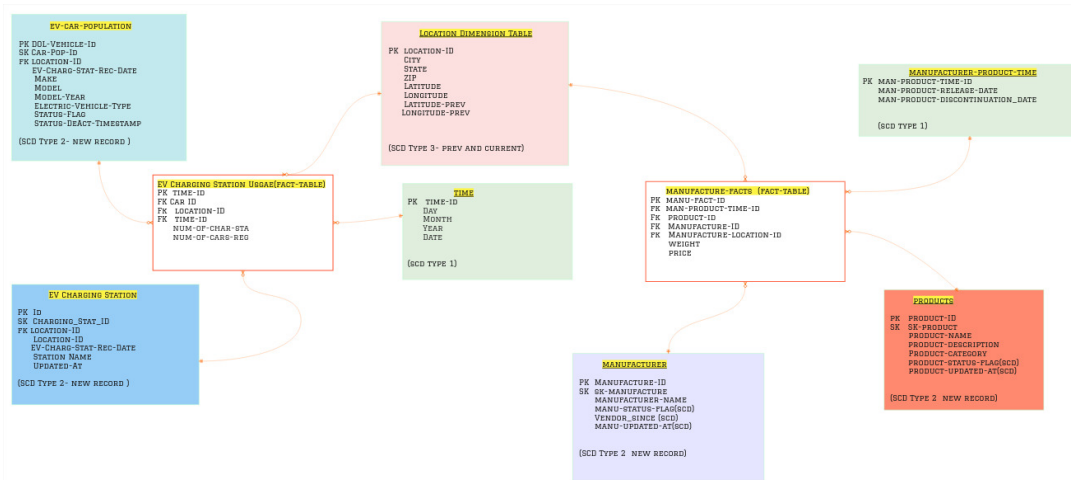 EV-CAR-POPULATION
PK DOL-Vehicle-Id
SK Car-Pop-Id
FK LOCATION-ID
EV-Charg-Stat-Rec-Date
Make
Model
Model-Year
Electric-Vehicle-Type
Status-Flag
Status-DeAct-Timestamp
(SCD Type 2- new record )
Location Dimension Table
PK LOCATION-ID
City
State
Zip
Latitude
Longitude
Latitude-prev
Longitude-prev
(SCD Type 3- prev and current)
MANUFACTURER-PRODUCT-TIME
PK MAN-PRODUCT-TIME-ID
MAN-PRODUCT-RELEASE-DATE
MAN-PRODUCT-DISCONTINUATION_DATE
(SCD TYPE 1)
EV Charging Station Usgae(FACT-TABLE)
PK TIME-ID
FK CAR ID
Fk LOCATION-ID
FK TIME-ID
NUM-OF-CHAR-STA
NUM-OF-CARS-REG
TIME
PK TIME-ID
Day
Month
Year
Date
(SCD TYPE 1)
MANUFACTURE-FACTS (FACT-TABLE)
PK MANU-FACT-ID
FK MAN-PRODUCT-TIME-ID
Fk PRODUCT-ID
FK Manufacture-ID
FK Manufacture-LOCATION-ID
WEIGHT
PRICE
EV Charging Station
PK Id
SK Charging_Stat_ID
FK LOCATION-ID
Location-ID
EV-Charg-Stat-Rec-Date
Station Name
Updated-At
(SCD Type 2- new record )
MANUFACTURER
PK Manufacture-ID
SK sk-manufacture
manufacturer-name
manu-status-flag(SCD)
Vendor_since (SCD)
manu-updated-at(SCD)
(SCD Type 2 new record)
PRODUCTS
PK PRODUCT-ID
SK SK-PRODUCT
PRODUCT-NAME
PRODUCT-DESCRIPTION
Product-category
product-status-flag(SCD)
product-updated-at(SCD)
(SCD Type 2 new record)